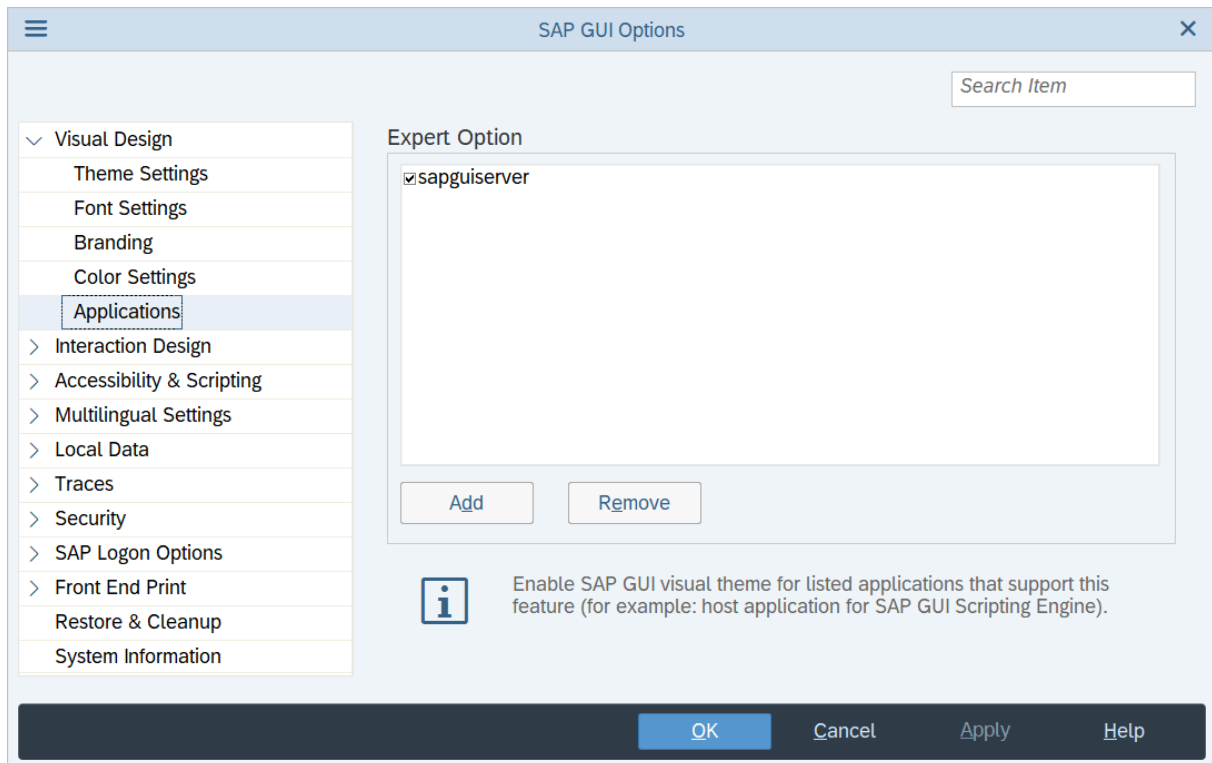 SAP GUI Options
Search Item
Visual Design
Theme Settings
Font Settings
Branding
Color Settings
Applications
Interaction Design
Accessibility & Scripting
Multilingual Settings
Local Data
Traces
Security
SAP Logon Options
Front End Print
Restore & Cleanup
System Information
Expert Option
sapguiserver
Add
Remove
Enable SAP GUI visual theme for listed applications that support this
feature (for example: host application for SAP GUI Scripting Engine).
OK
Cancel
Apply
Help